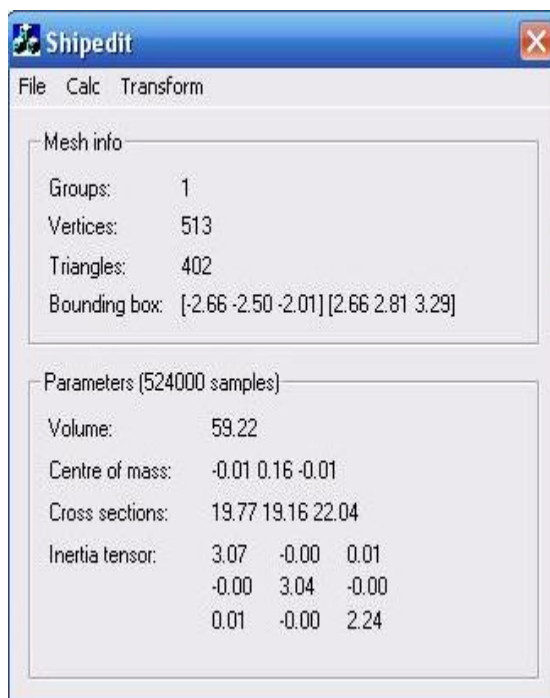 Shipedit
File Calc Transform
Mesh info
Groups: 1
Vertices: 513
Triangles: 402
Bounding box: [-2.66 -2.50 -2.01] [2.66 2.81 3.29]
Parameters (524000 samples)
Volume: 59.22
Centre of mass: -0.01 0.16 -0.01
Cross sections: 19.77 19.16 22.04
Inertia tensor: 3.07 -0.00 0.01
-0.00 3.04 -0.00
0.01 -0.00 2.24